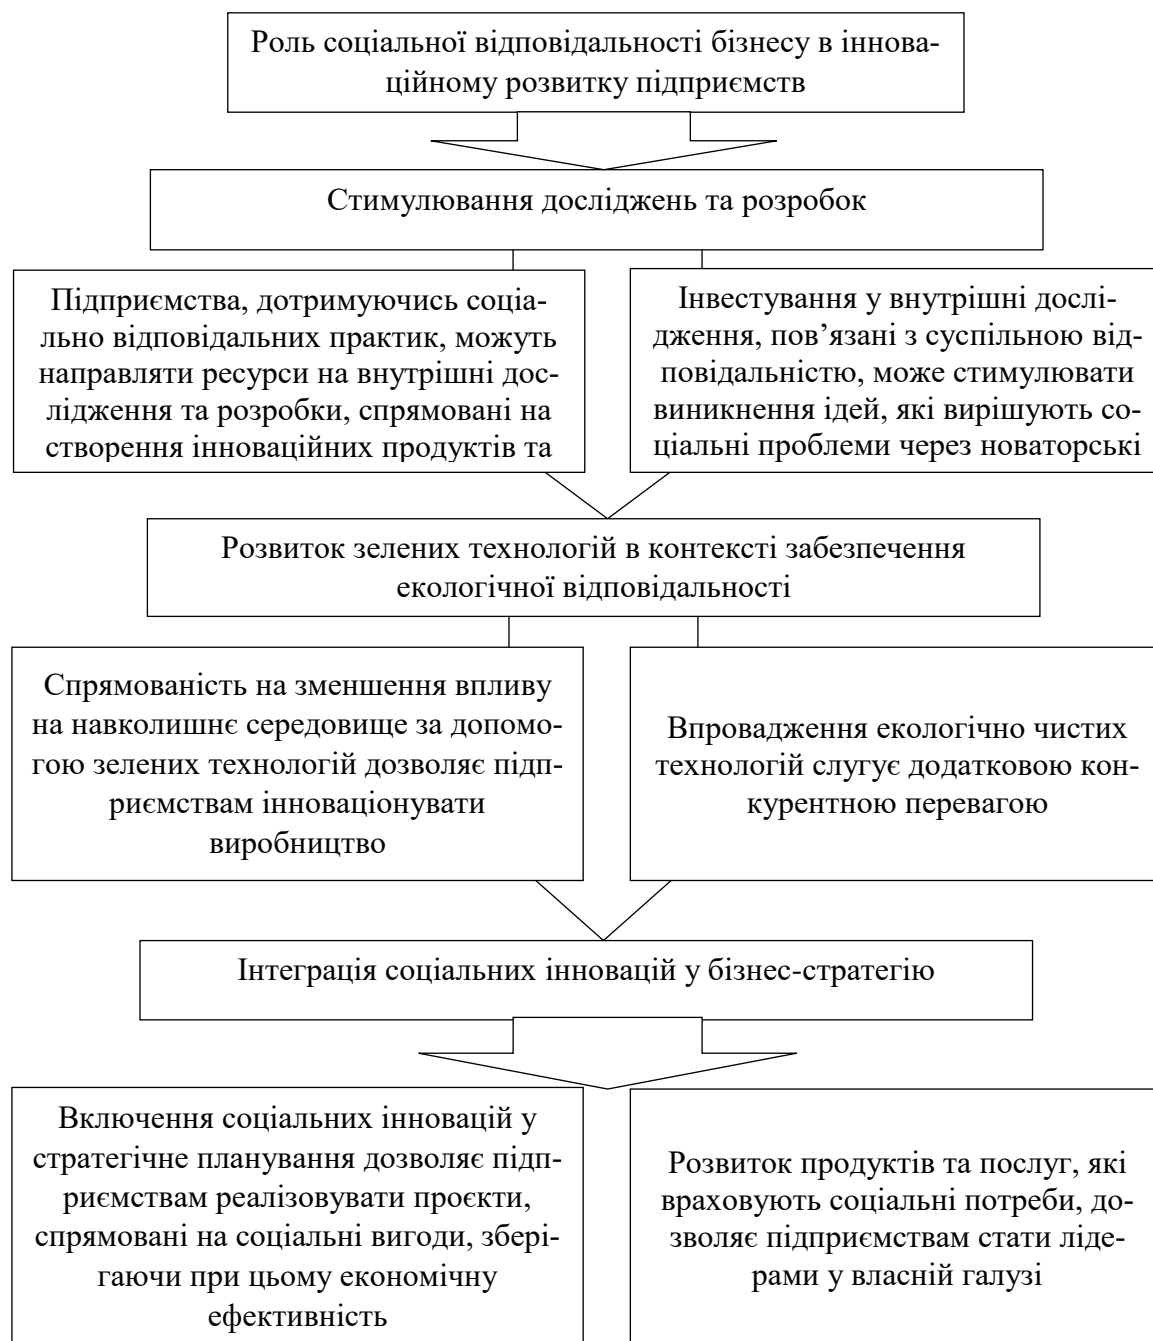 Роль соціальної відповідальності бізнесу в іннова-
ційному розвитку підприємств
Стимулювання досліджень та розробок
Підприємства, дотримуючись соці-
ально відповідальних практик, можуть
направляти ресурси на внутрішні дос-
лідження та розробки, спрямовані на
створення інноваційних продуктів та
Інвестування у внутрішні дослі-
дження, пов’язані з суспільною від-
повідальністю, може стимулювати
виникнення ідей, які вирішують со-
ціальні проблеми через новаторські
Розвиток зелених технологій в контексті забезпечення
екологічної відповідальності
Спрямованість на зменшення впливу
на навколишнє середовище за допомо-
гою зелених технологій дозволяє підп-
риємствам інноваціонувати
виробництво
Впровадження екологічно чистих
технологій слугує додатковою кон-
курентною перевагою
Інтеграція соціальних інновацій у бізнес-стратегію
Включення соціальних інновацій у
стратегічне планування дозволяє підп-
риємствам реалізовувати проєкти,
спрямовані на соціальні вигоди, збері-
гаючи при цьому економічну
ефективність
Розвиток продуктів та послуг, які
враховують соціальні потреби, до-
зволяє підприємствам стати ліде-
рами у власній галузі